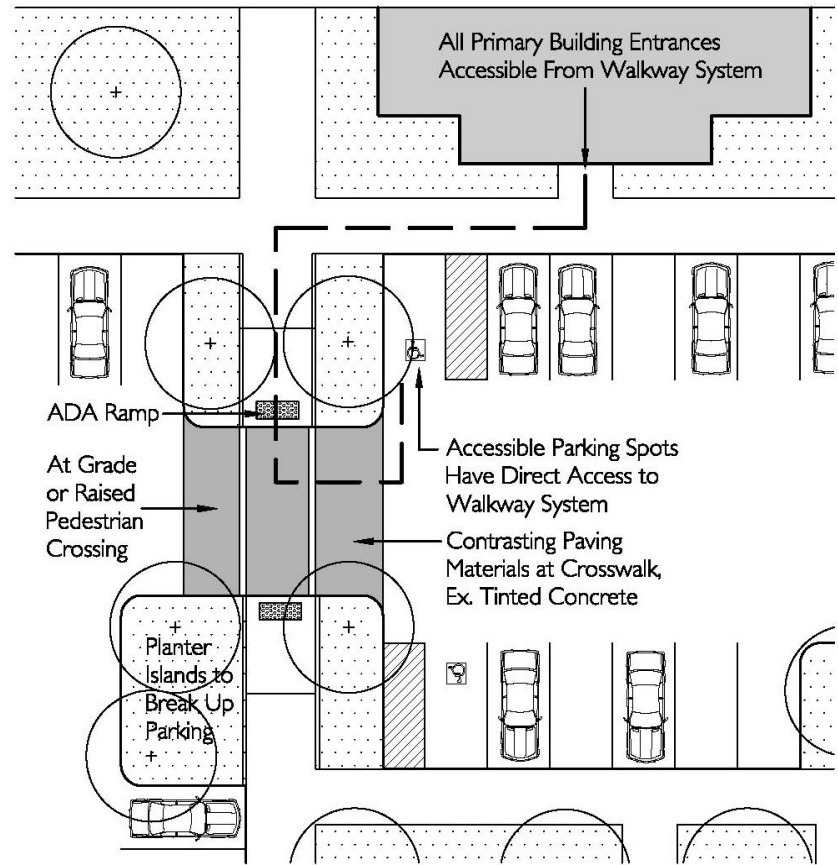 All Primary Building Entrances
Accessible From Walkway System
ADA Ramp
At Grade
or Raised
Pedestrian
Crossing
Accessible Parking Spots
Have Direct Access to
Walkway System
Contrasting Paving
Materials at Crosswalk,
Ex. Tinted Concrete
Planter
Islands to
Break Up
Parking